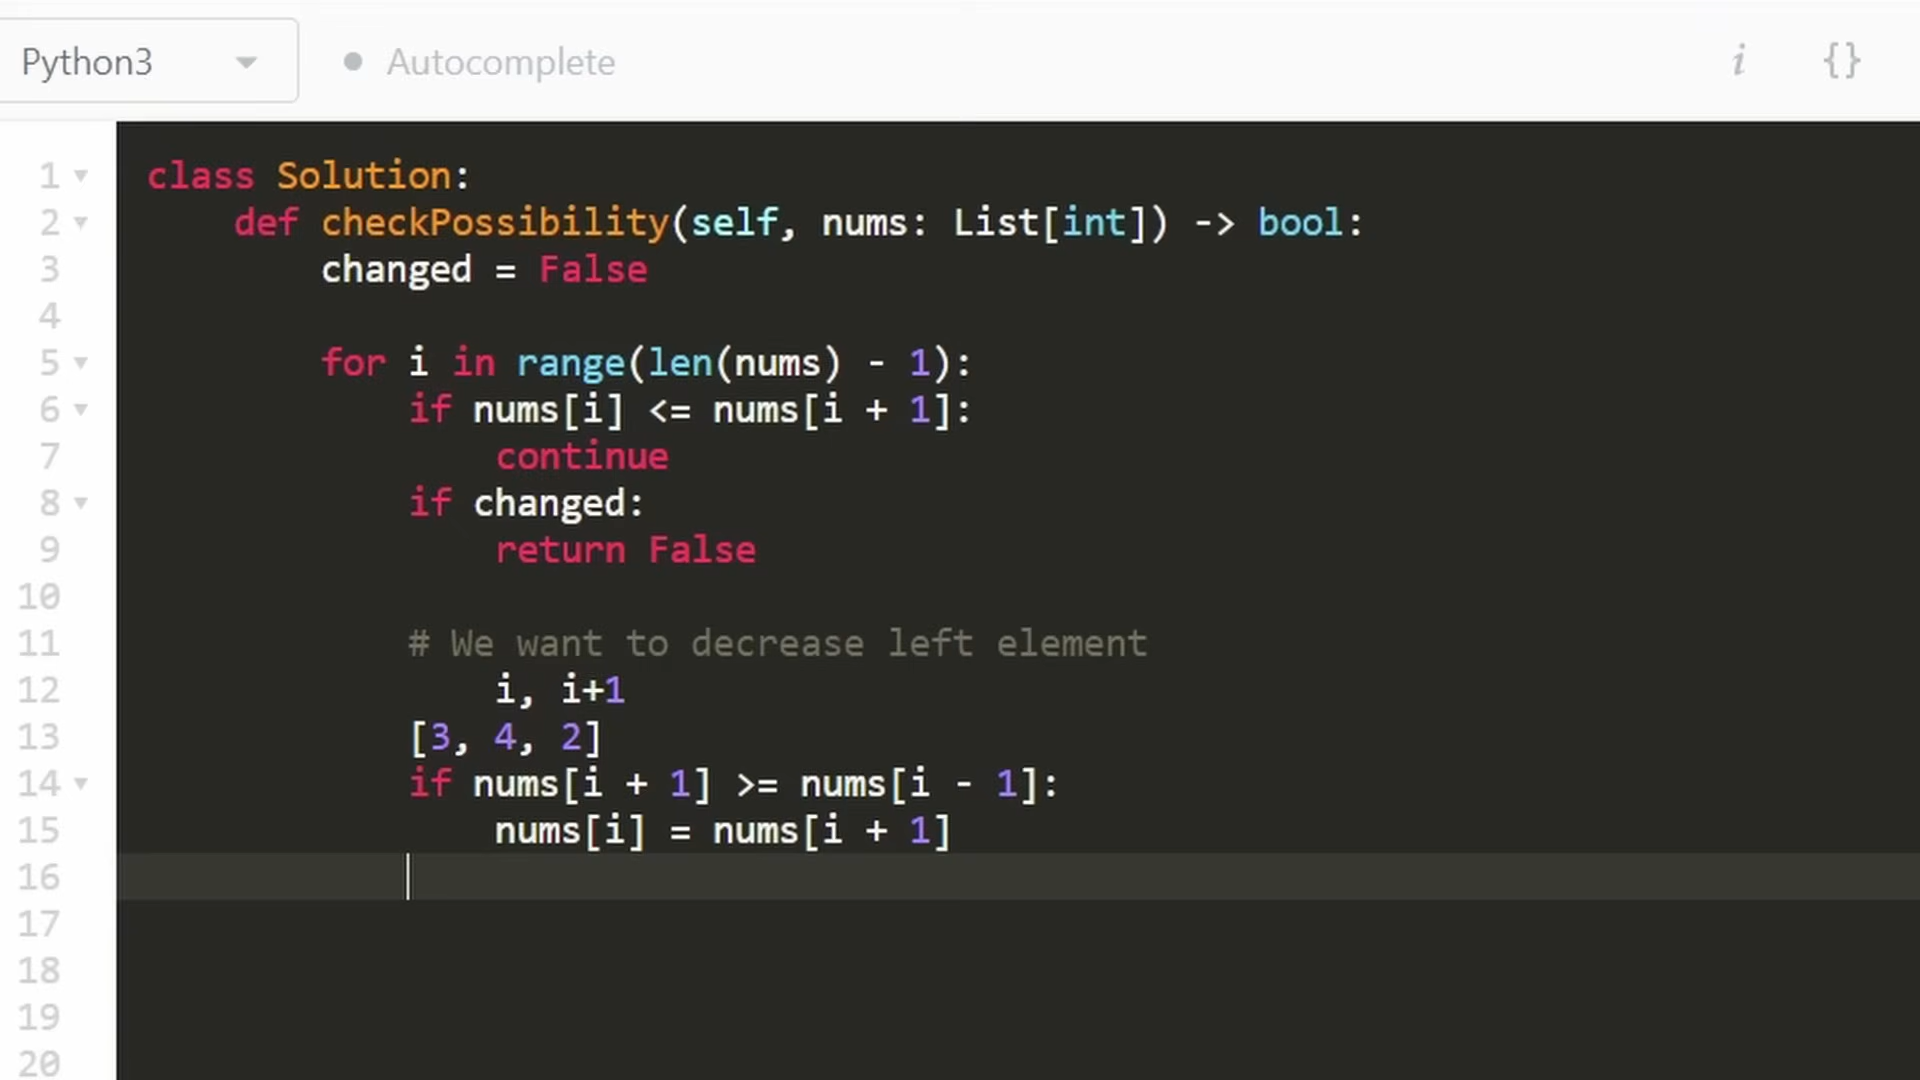 Python3
Autocomplete
i {}
1 class Solution:
2 def checkPossibility(self, nums: List[int]) -> bool:
3 changed = False
4
5 for i in range(len(nums) - 1):
6 if nums[i] <= nums[i + 1]:
7 continue
8 if changed:
9 return False
10
11 # We want to decrease left element
12 i, i+1
13 [3, 4, 2]
14 if nums[i + 1] >= nums[i - 1]:
15 nums[i] = nums[i + 1]
16
17
18
19
20